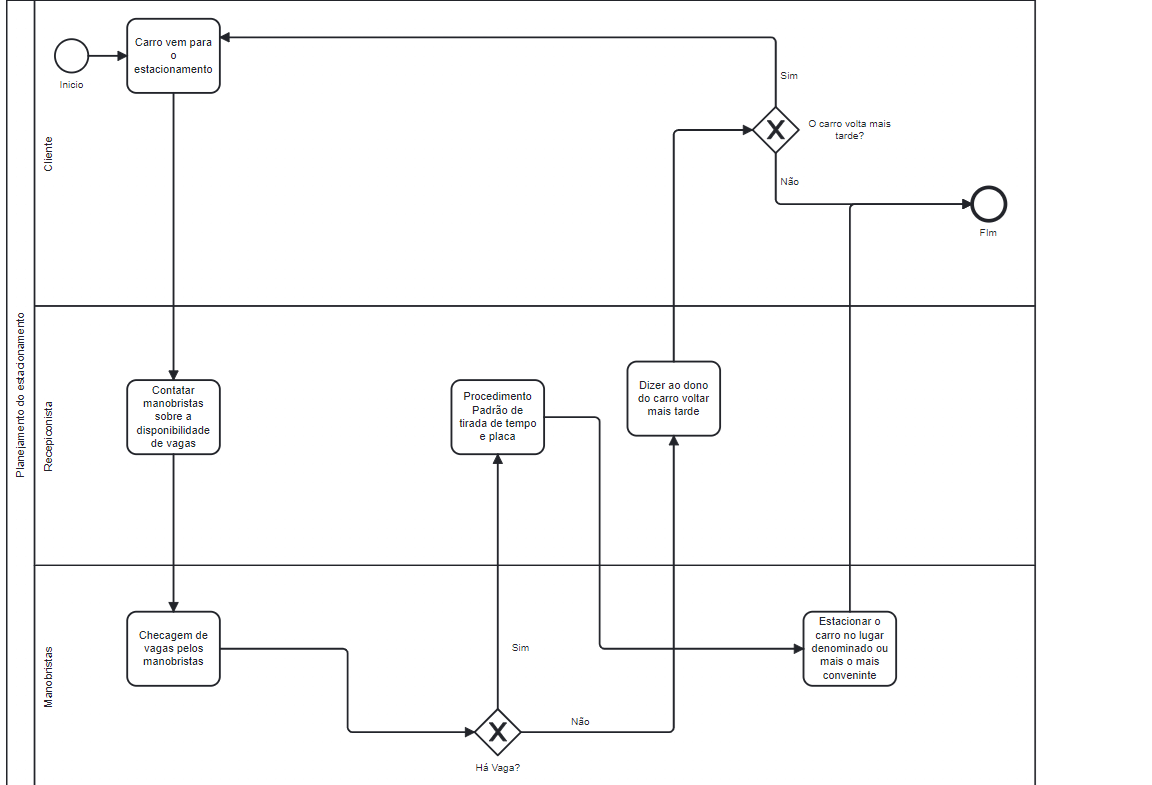 Planejamento do estacionamento
Cliente
Inicio
Carro vem para
o
estacionamento
Sim
O carro volta mais
tarde?
Não
FIm
Recepiconista
Contatar
manobristas
sobre a
disponibilidade
de vagas
Procedimento
Padrão de
tirada de tempo
e placa
Dizer ao dono
do carro voltar
mais tarde
Manobristas
Checagem de
vagas pelos
manobristas
Sim
Não
Há Vaga?
Estacionar o
carro no lugar
denominado ou
mais o mais
conveninte